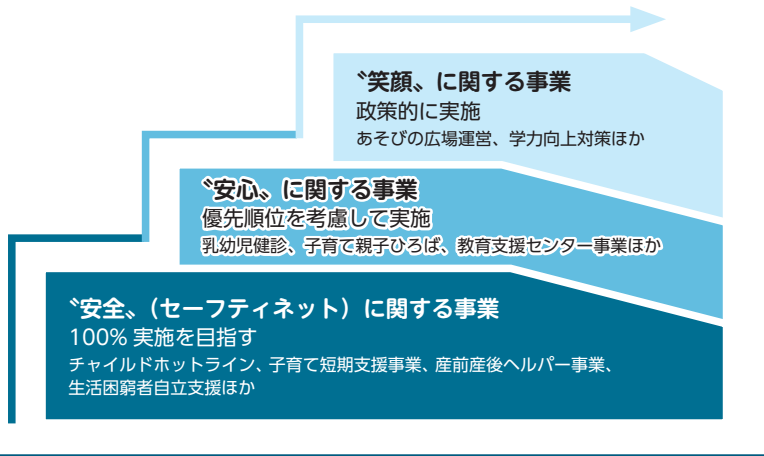 〝笑顔〟に関する事業
政策的に実施
あそびの広場運営、学力向上対策ほか
〝安心〟に関する事業
優先順位を考慮して実施
乳幼児健診、子育て親子ひろば、教育支援センター事業ほか
〝安全〟（セーフティネット）に関する事業
100% 実施を目指す
チャイルドホットライン、子育て短期支援事業、産前産後ヘルパー事業、
生活困窮者自立支援ほか